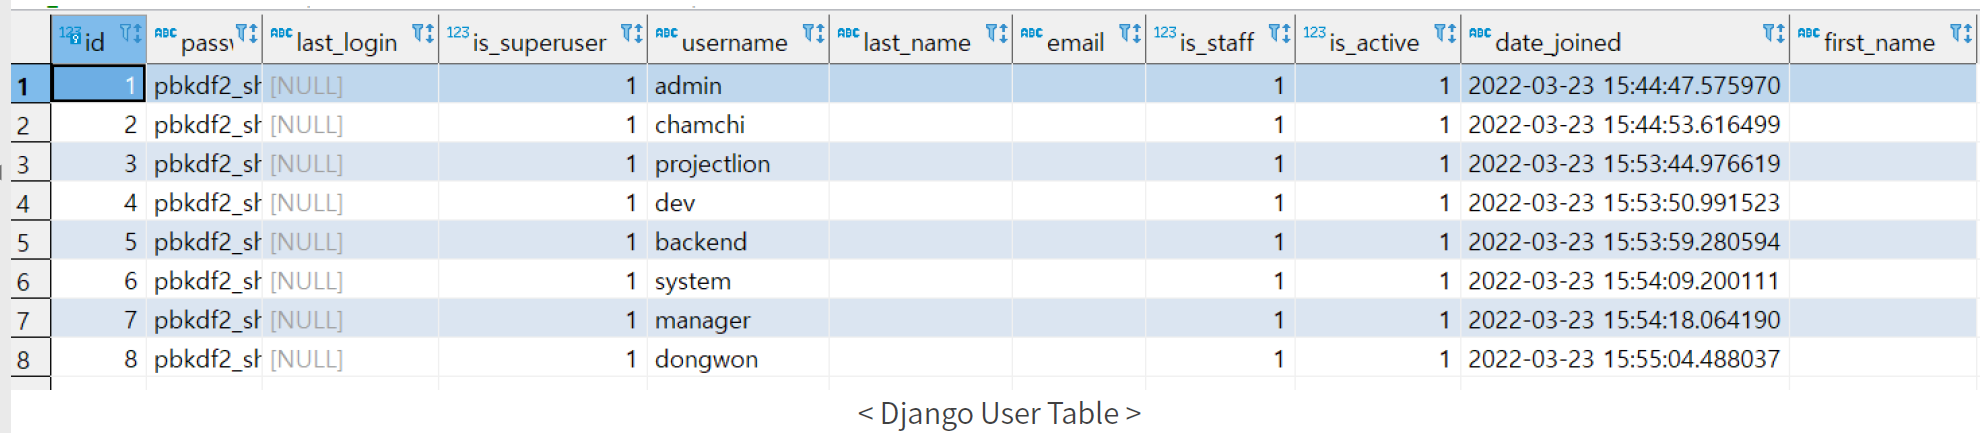 123 id ABC passw ABC last_login 123 is_superuser ABC username ABC last_name ABC email 123 is_staff 123 is_active ABC date_joined ABC first_name
1 1 pbkdf2_sh [NULL] 1 admin 1 1 2022-03-23 15:44:47.575970
2 2 pbkdf2_sh [NULL] 1 chamchi 1 1 2022-03-23 15:44:53.616499
3 3 pbkdf2_sh [NULL] 1 projectlion 1 1 2022-03-23 15:53:44.976619
4 4 pbkdf2_sh [NULL] 1 dev 1 1 2022-03-23 15:53:50.991523
5 5 pbkdf2_sh [NULL] 1 backend 1 1 2022-03-23 15:53:59.280594
6 6 pbkdf2_sh [NULL] 1 system 1 1 2022-03-23 15:54:09.200111
7 7 pbkdf2_sh [NULL] 1 manager 1 1 2022-03-23 15:54:18.064190
8 8 pbkdf2_sh [NULL] 1 dongwon 1 1 2022-03-23 15:55:04.488037
< Django User Table >